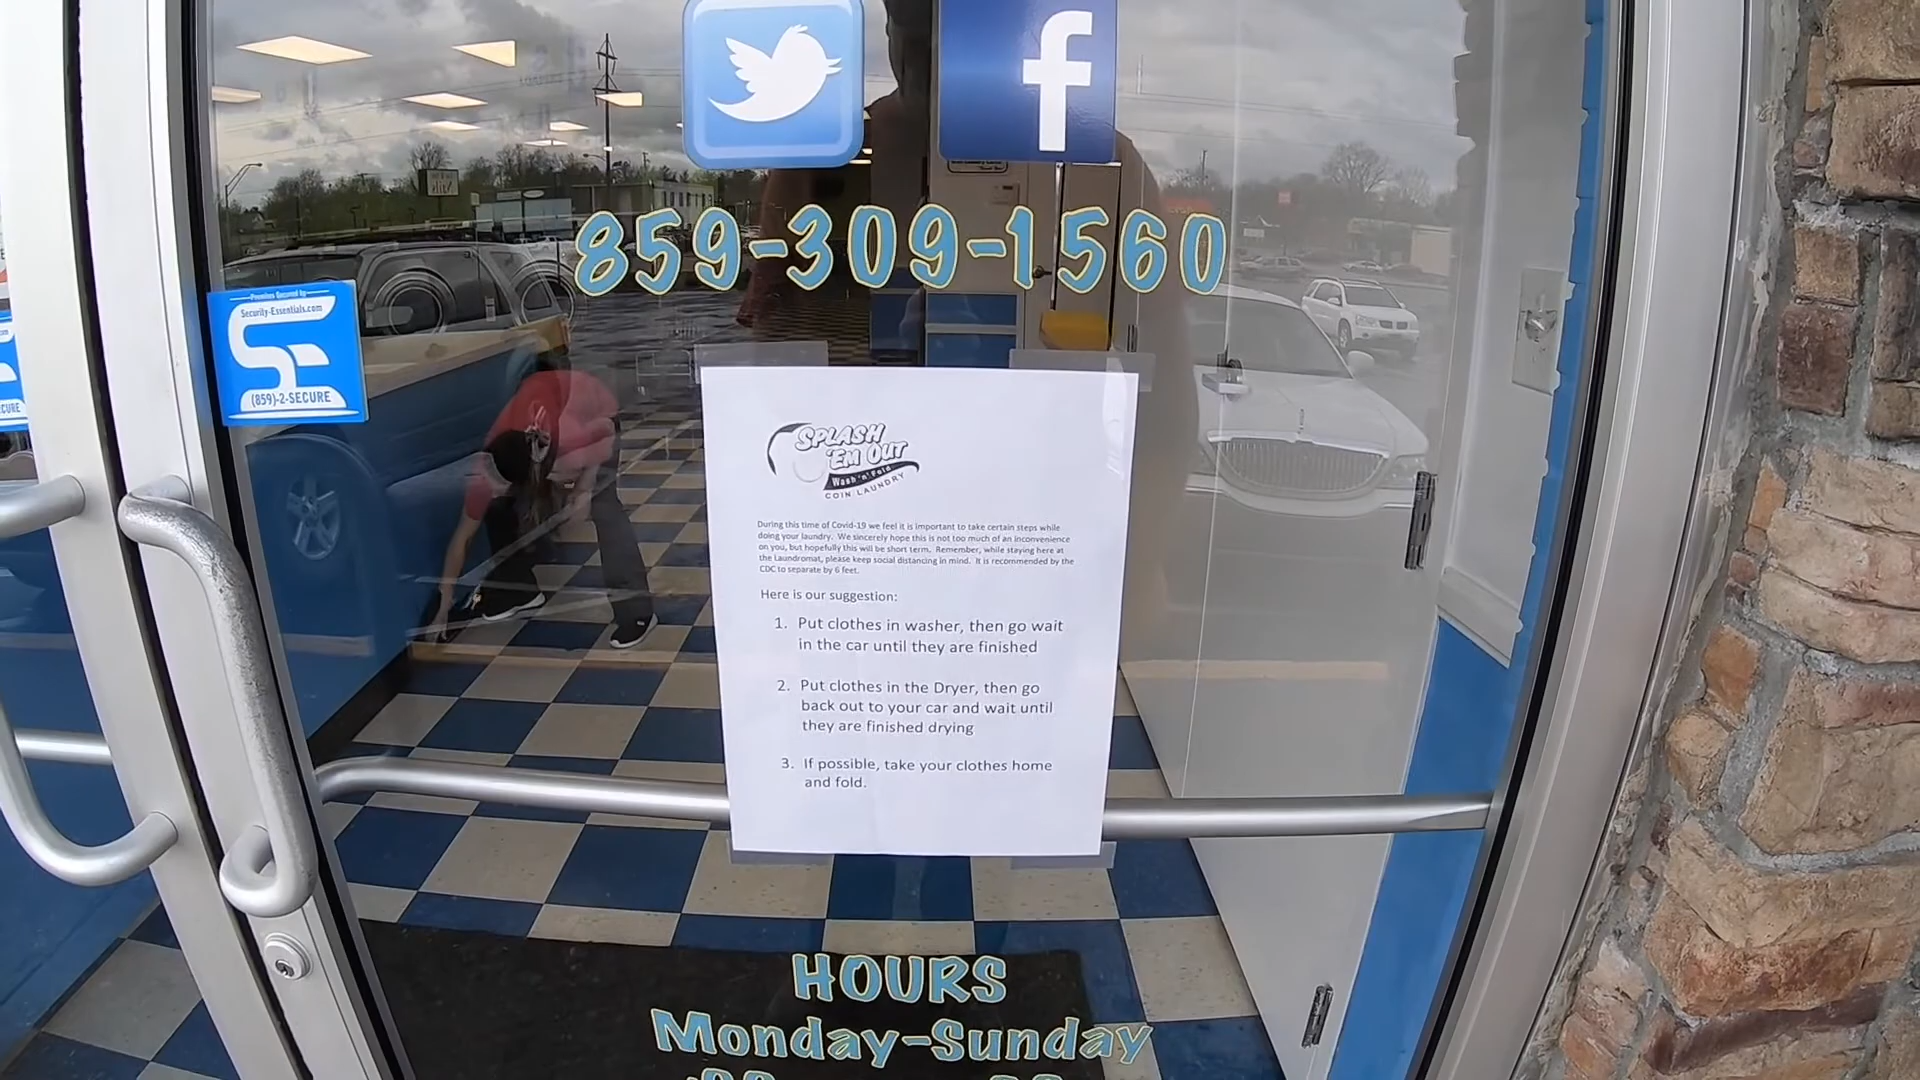 859-309-1560
Premises Secured by
Security-Essentials.com
(859)-2-SECURE
SPLASH
'EM OUT
Wash 'n' Fold
COIN LAUNDRY
During this time of Covid-19 we feel it is important to take certain steps while
doing your laundry. We sincerely hope this is not too much of an inconvenience
on you, but hopefully this will be short term. Remember, while staying here at
the Laundromat, please keep social distancing in mind. It is recommended by the
CDC to separate by 6 feet.
Here is our suggestion:
1. Put clothes in washer, then go wait
in the car until they are finished
2. Put clothes in the Dryer, then go
back out to your car and wait until
they are finished drying
3. If possible, take your clothes home
and fold.
HOURS
Monday-Sunday